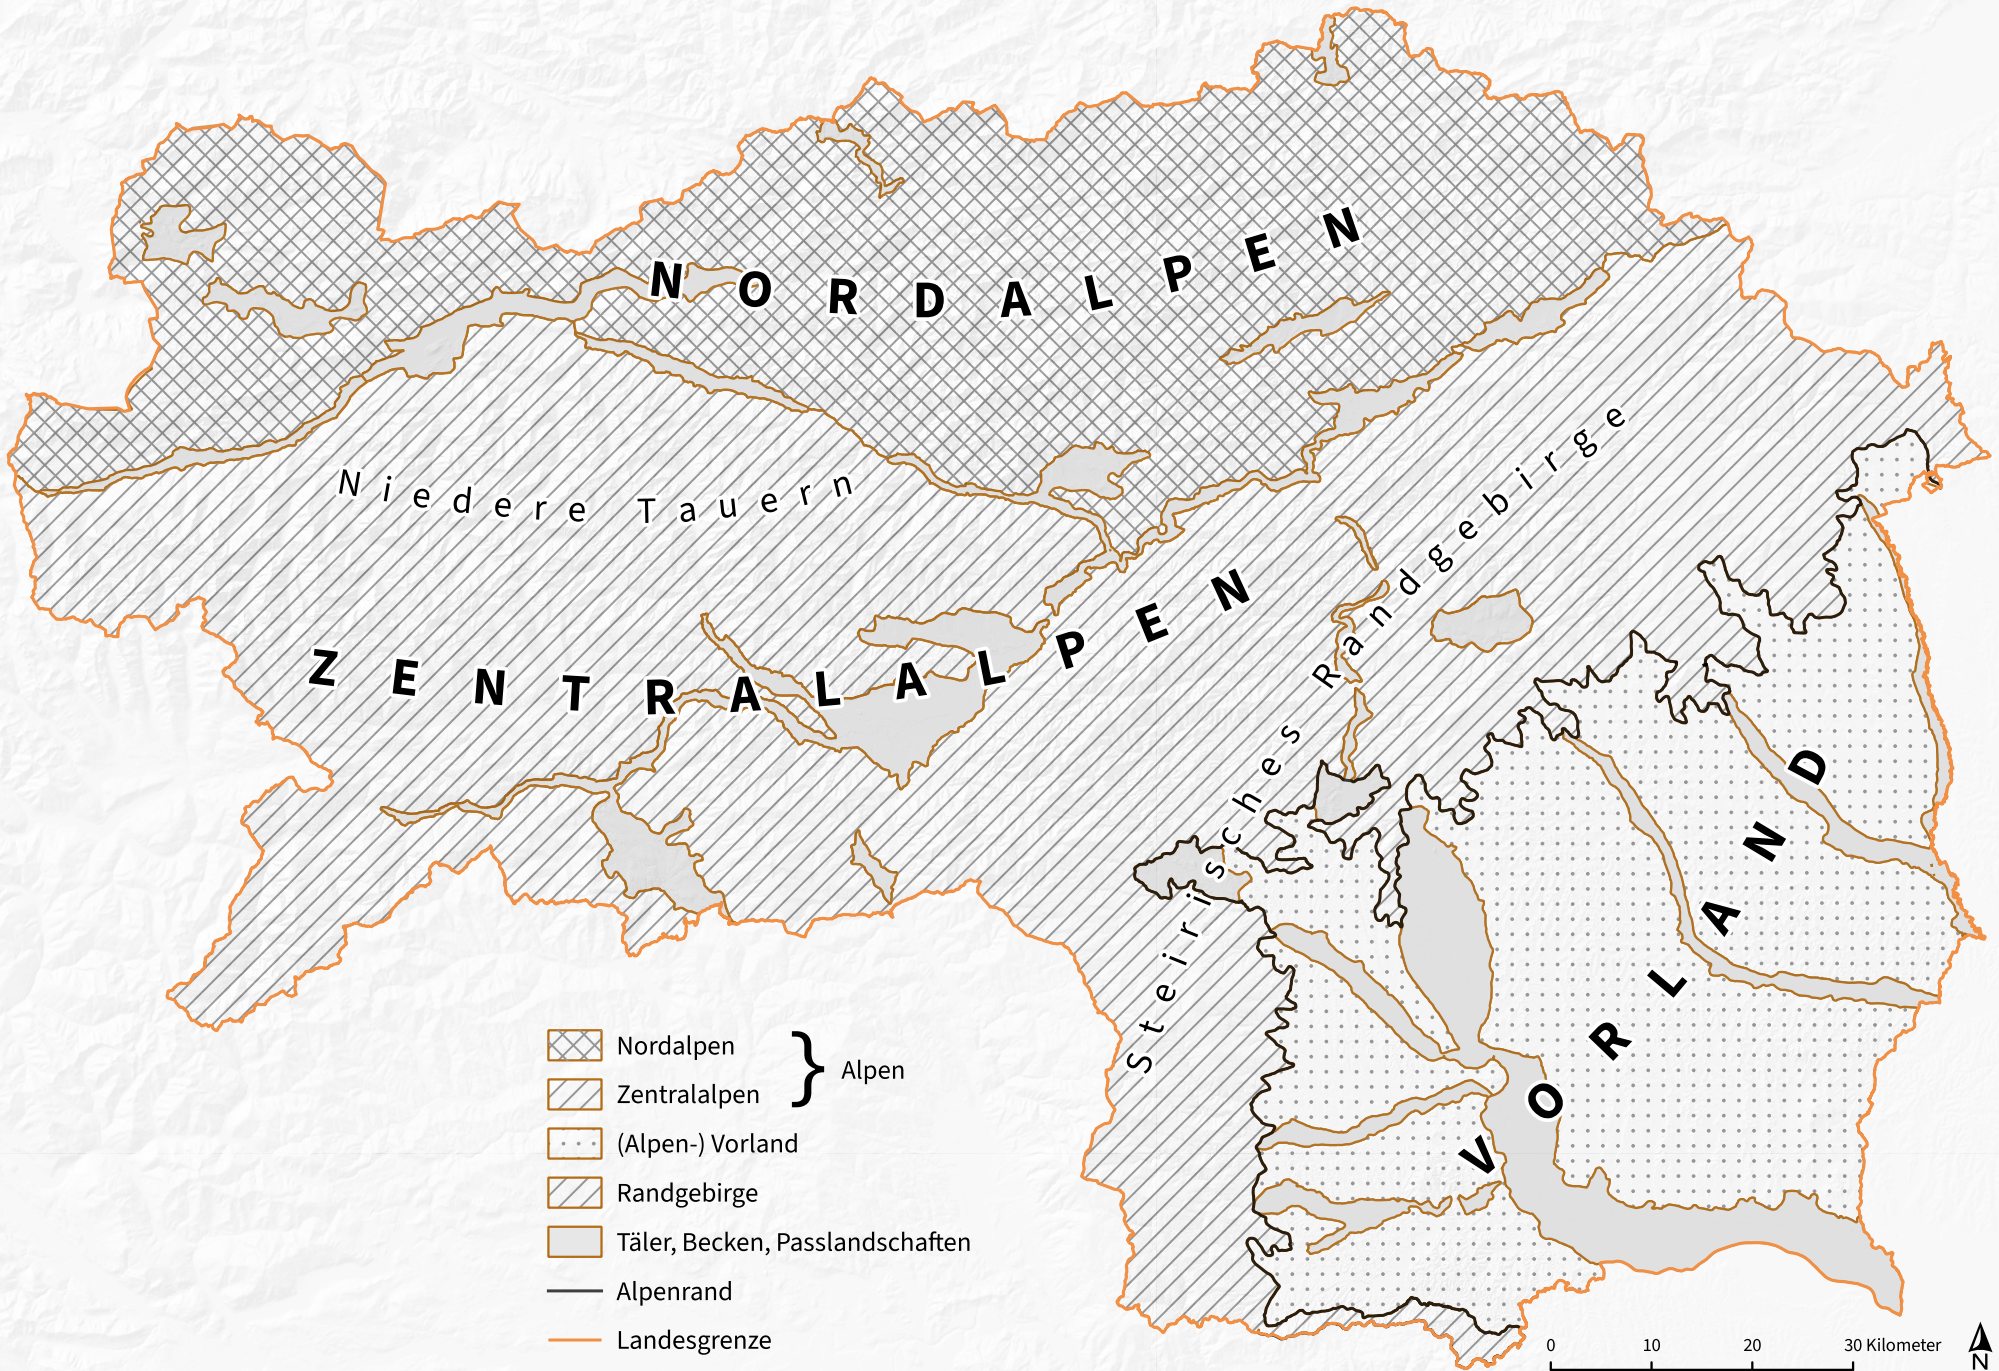 NORDALPEN
Niedere Tauern
ZENTRALALPEN
Steirisches Randgebirge
VORLAND
Nordalpen
Zentralalpen
} Alpen
(Alpen-) Vorland
Randgebirge
Täler, Becken, Passlandschaften
Alpenrand
Landesgrenze
0 10 20 30 Kilometer
N